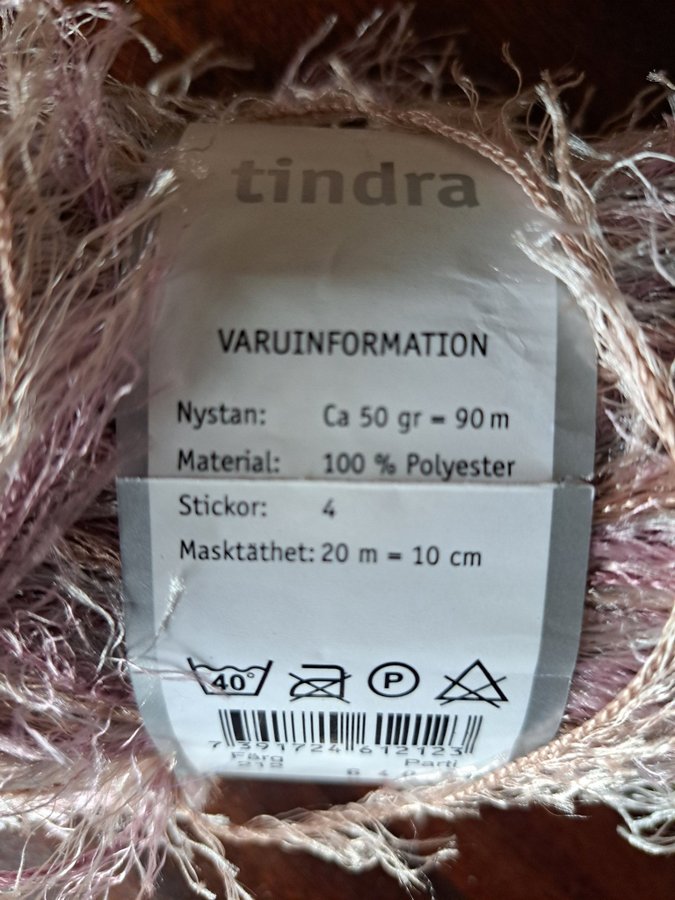 tindra
VARUINFORMATION
Nystan: Ca 50 gr = 90 m
Material: 100 % Polyester
Stickor: 4
Masktäthet: 20 m = 10 cm
40°
P
7 391724 612123
Färg Parti
212